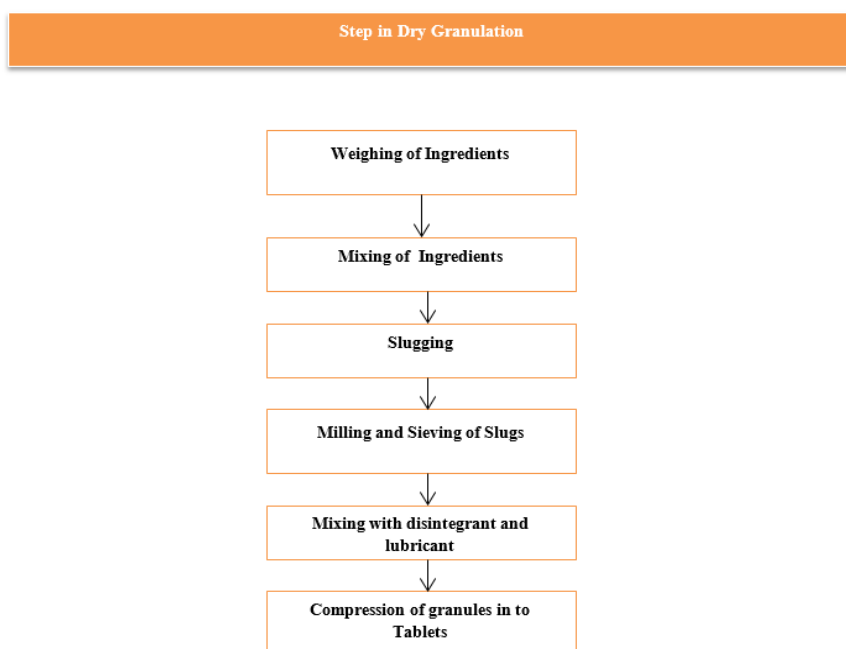 Step in Dry Granulation
Weighing of Ingredients
Mixing of Ingredients
Slugging
Milling and Sieving of Slugs
Mixing with disintegrant and
lubricant
Compression of granules in to
Tablets